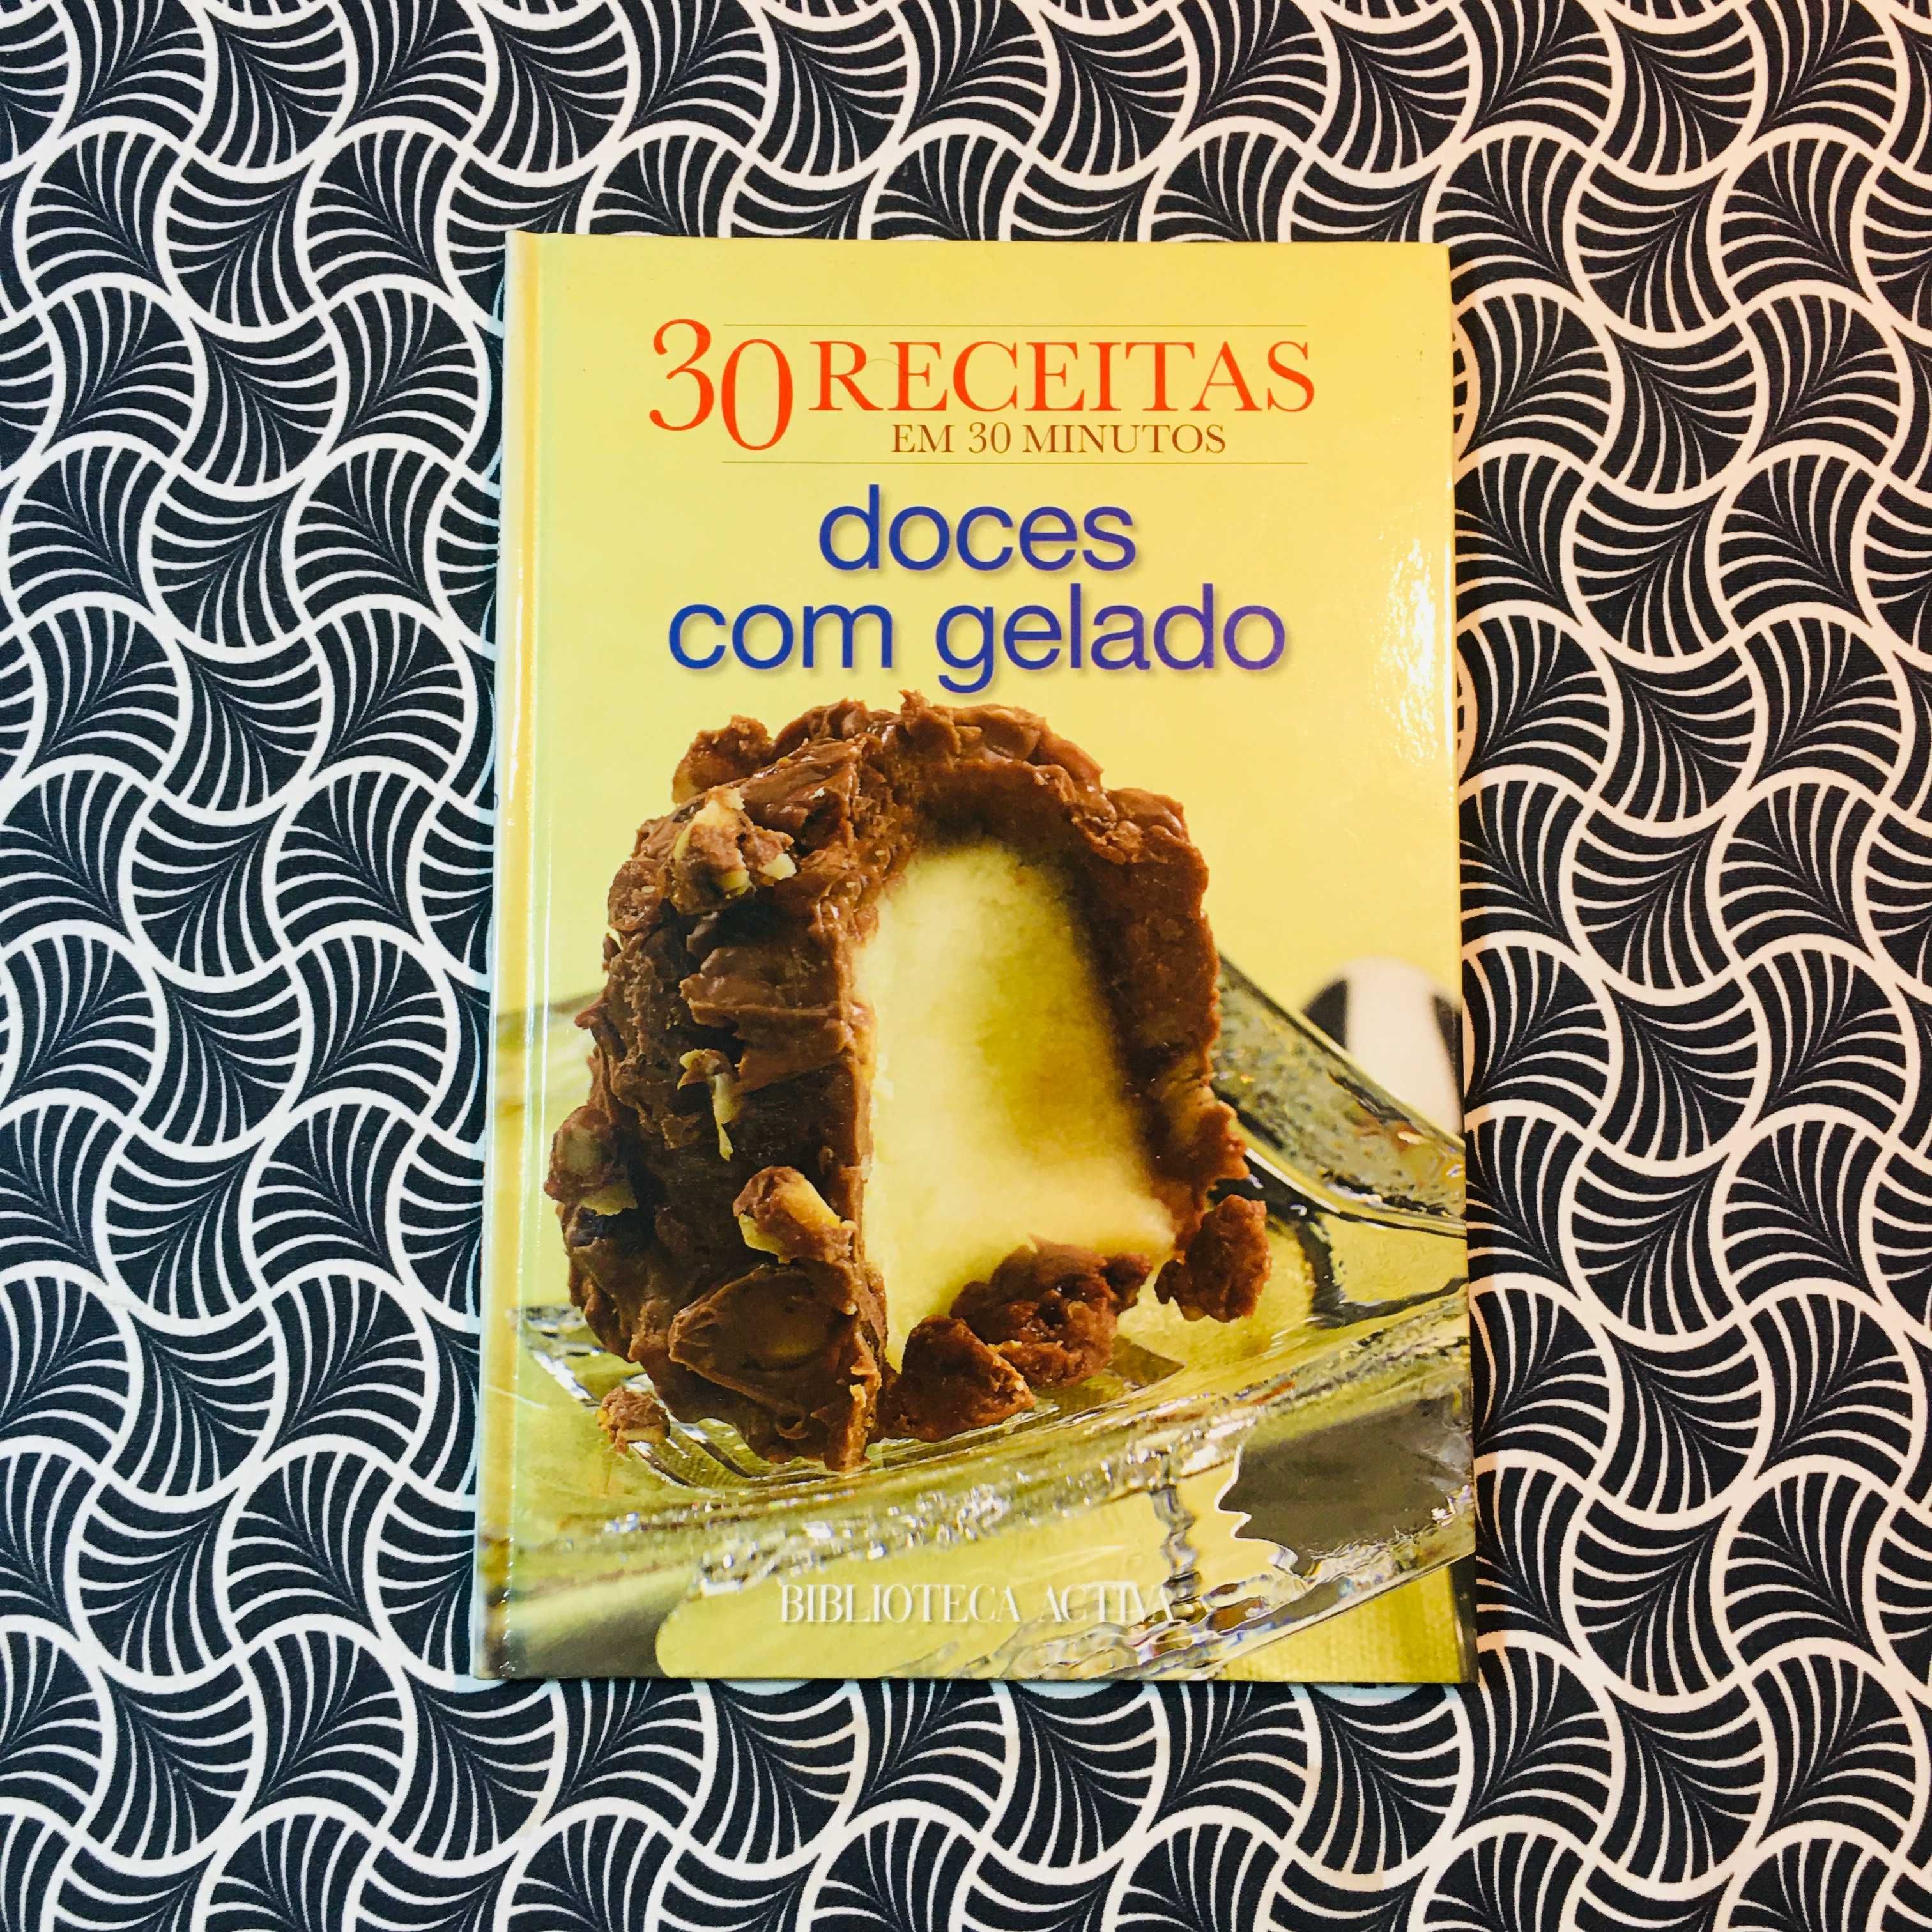 30 RECEITAS
EM 30 MINUTOS
doces
com gelado
BIBLIOTECA ACTIVA